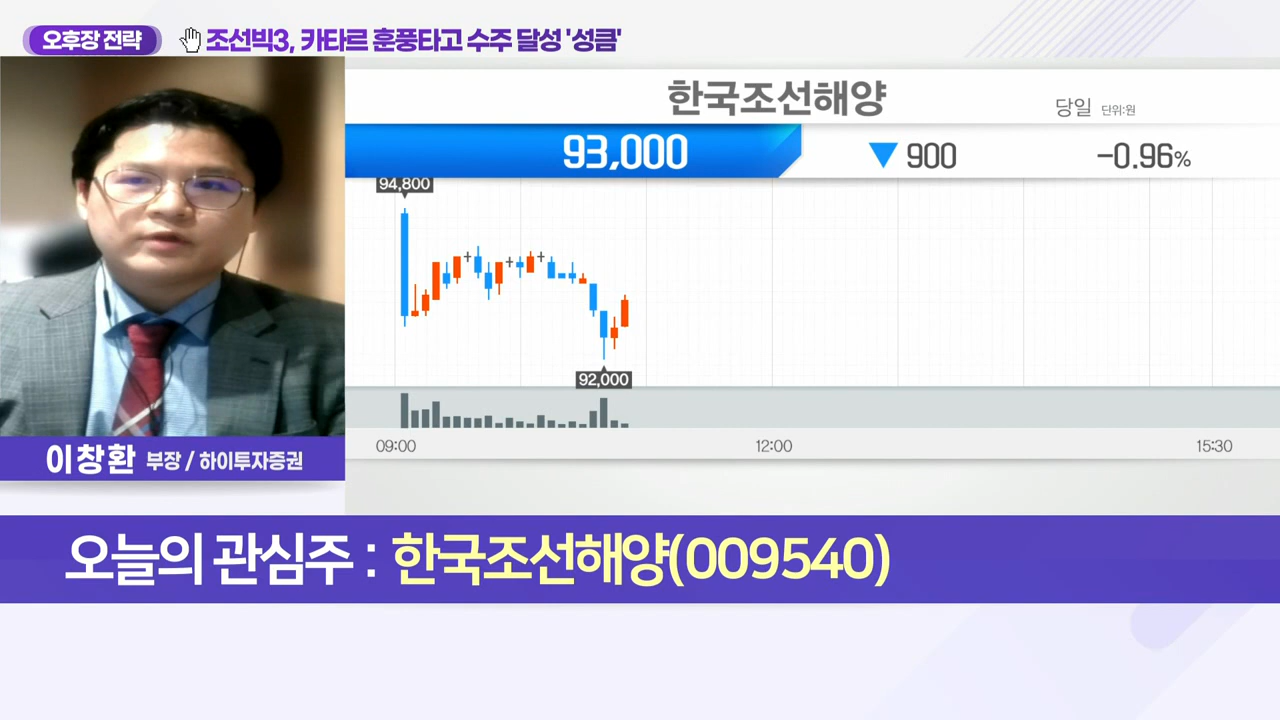 오후장 전략
조선빅3, 카타르 훈풍타고 수주 달성 '성큼'
한국조선해양
당일 단위:원
93,000 ▼ 900 -0.96%
94,800
92,000
09:00 12:00 15:30
이창환 부장 / 하이투자증권
오늘의 관심주 : 한국조선해양(009540)